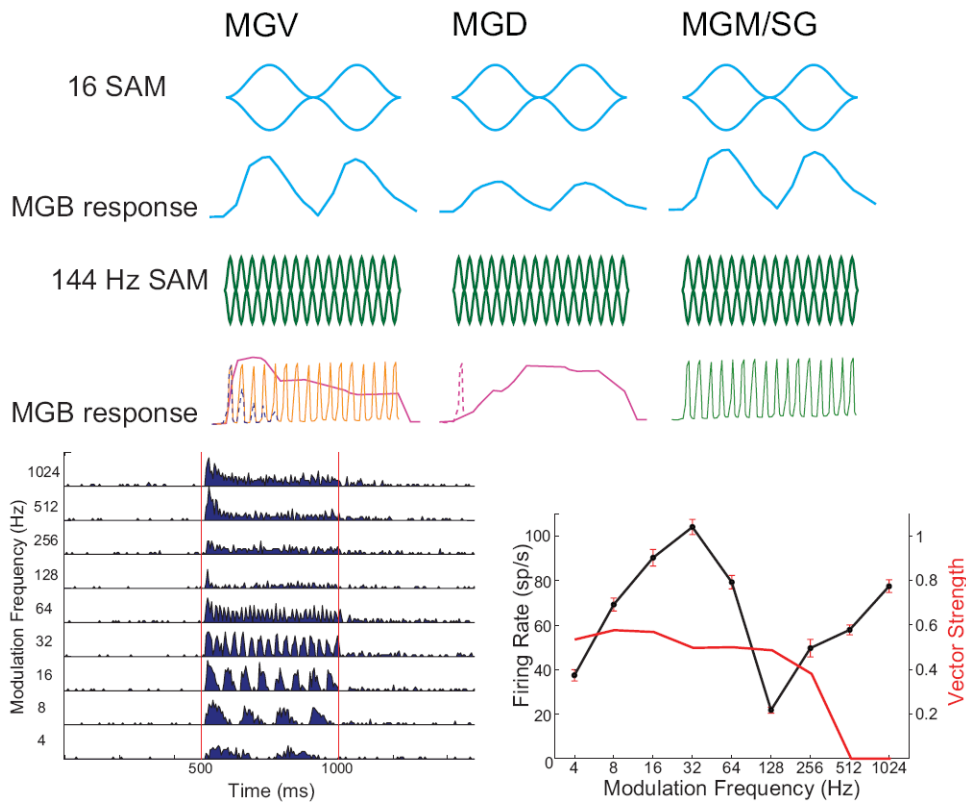 MGV MGD MGM/SG
16 SAM
MGB response
144 Hz SAM
MGB response
Modulation Frequency (Hz)
1024
512
256
128
64
32
16
8
4
500 1000
Time (ms)
Firing Rate (sp/s)
100
80
60
40
20
0
1
0.8
0.6
0.4
0.2
Vector Strength
4 8 16 32 64 128 256 512 1024
Modulation Frequency (Hz)